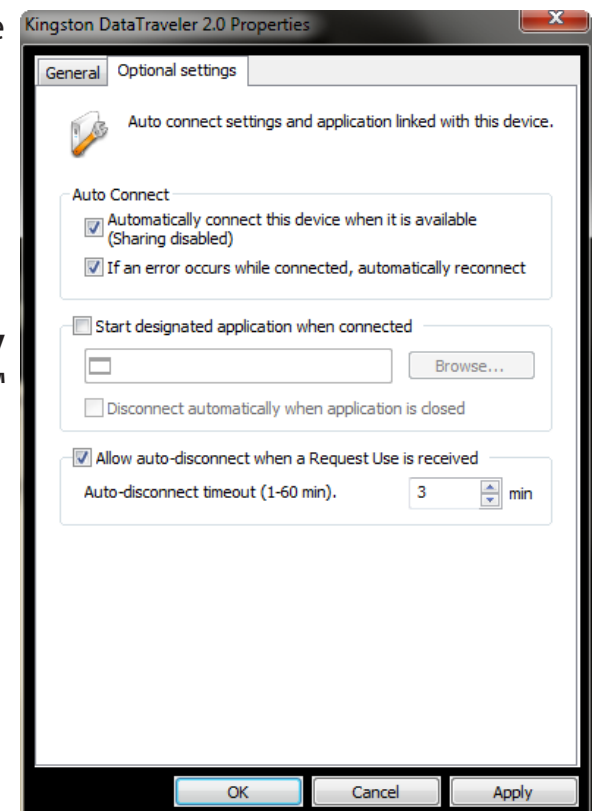 e
Kingston DataTraveler 2.0 Properties
General Optional settings
Auto connect settings and application linked with this device.
Auto Connect
Automatically connect this device when it is available
(Sharing disabled)
If an error occurs while connected, automatically reconnect
Start designated application when connected
Browse...
Disconnect automatically when application is closed
Allow auto-disconnect when a Request Use is received
Auto-disconnect timeout (1-60 min). 3 min
OK Cancel Apply